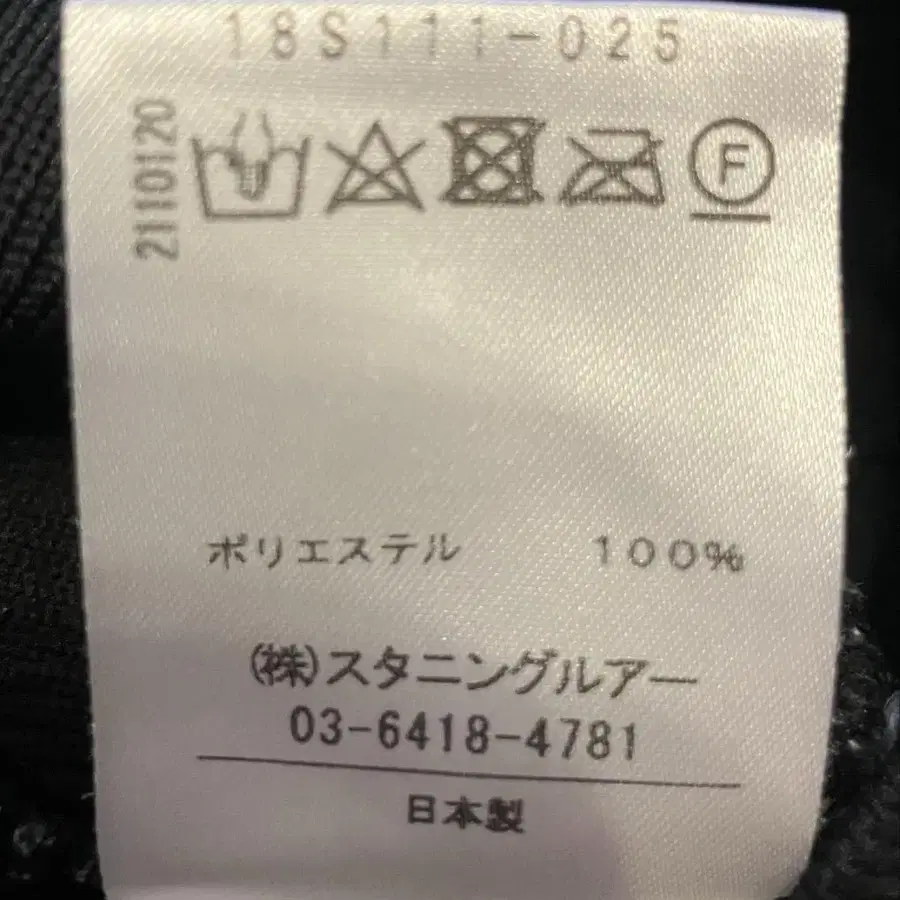 18S111-025
2110120
F
ポリエステル 100%
(株)スタニングルアー
03-6418-4781
日本製